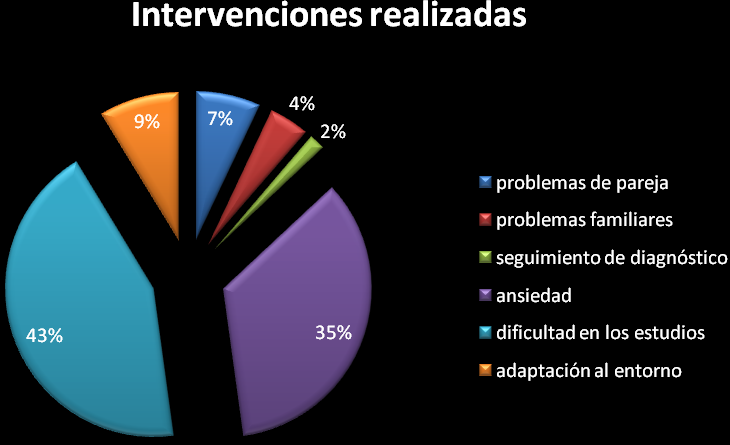 Intervenciones realizadas
7%
4%
2%
9%
35%
43%
problemas de pareja
problemas familiares
seguimiento de diagnóstico
ansiedad
dificultad en los estudios
adaptación al entorno